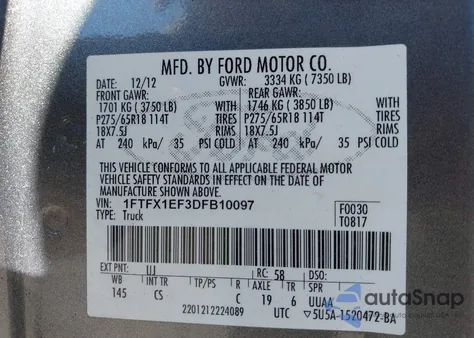 MFD. BY FORD MOTOR CO.
DATE: 12/12 GVWR: 3334 KG ( 7350 LB)
FRONT GAWR: REAR GAWR:
1701 KG ( 3750 LB) WITH 1746 KG ( 3850 LB) WITH
P275/65R18 114T TIRES P275/65R18 114T TIRES
18X7.5J RIMS 18X7.5J RIMS
AT 240 kPa/ 35 PSI COLD AT 240 kPa/ 35 PSI COLD
THIS VEHICLE CONFORMS TO ALL APPLICABLE FEDERAL MOTOR
VEHICLE SAFETY STANDARDS IN EFFECT ON THE DATE OF
MANUFACTURE SHOWN ABOVE.
VIN: 1FTFX1EF3DFB10097 F0030
TYPE: Truck T0817
EXT PNT: UJ RC: 58 DSO:
WB INT TR TP/PS R AXLE TR SPR
145 CS C 19 6 UUAA
2201212224089 UTC ▽5U5A-1520472-BA
autoSnap